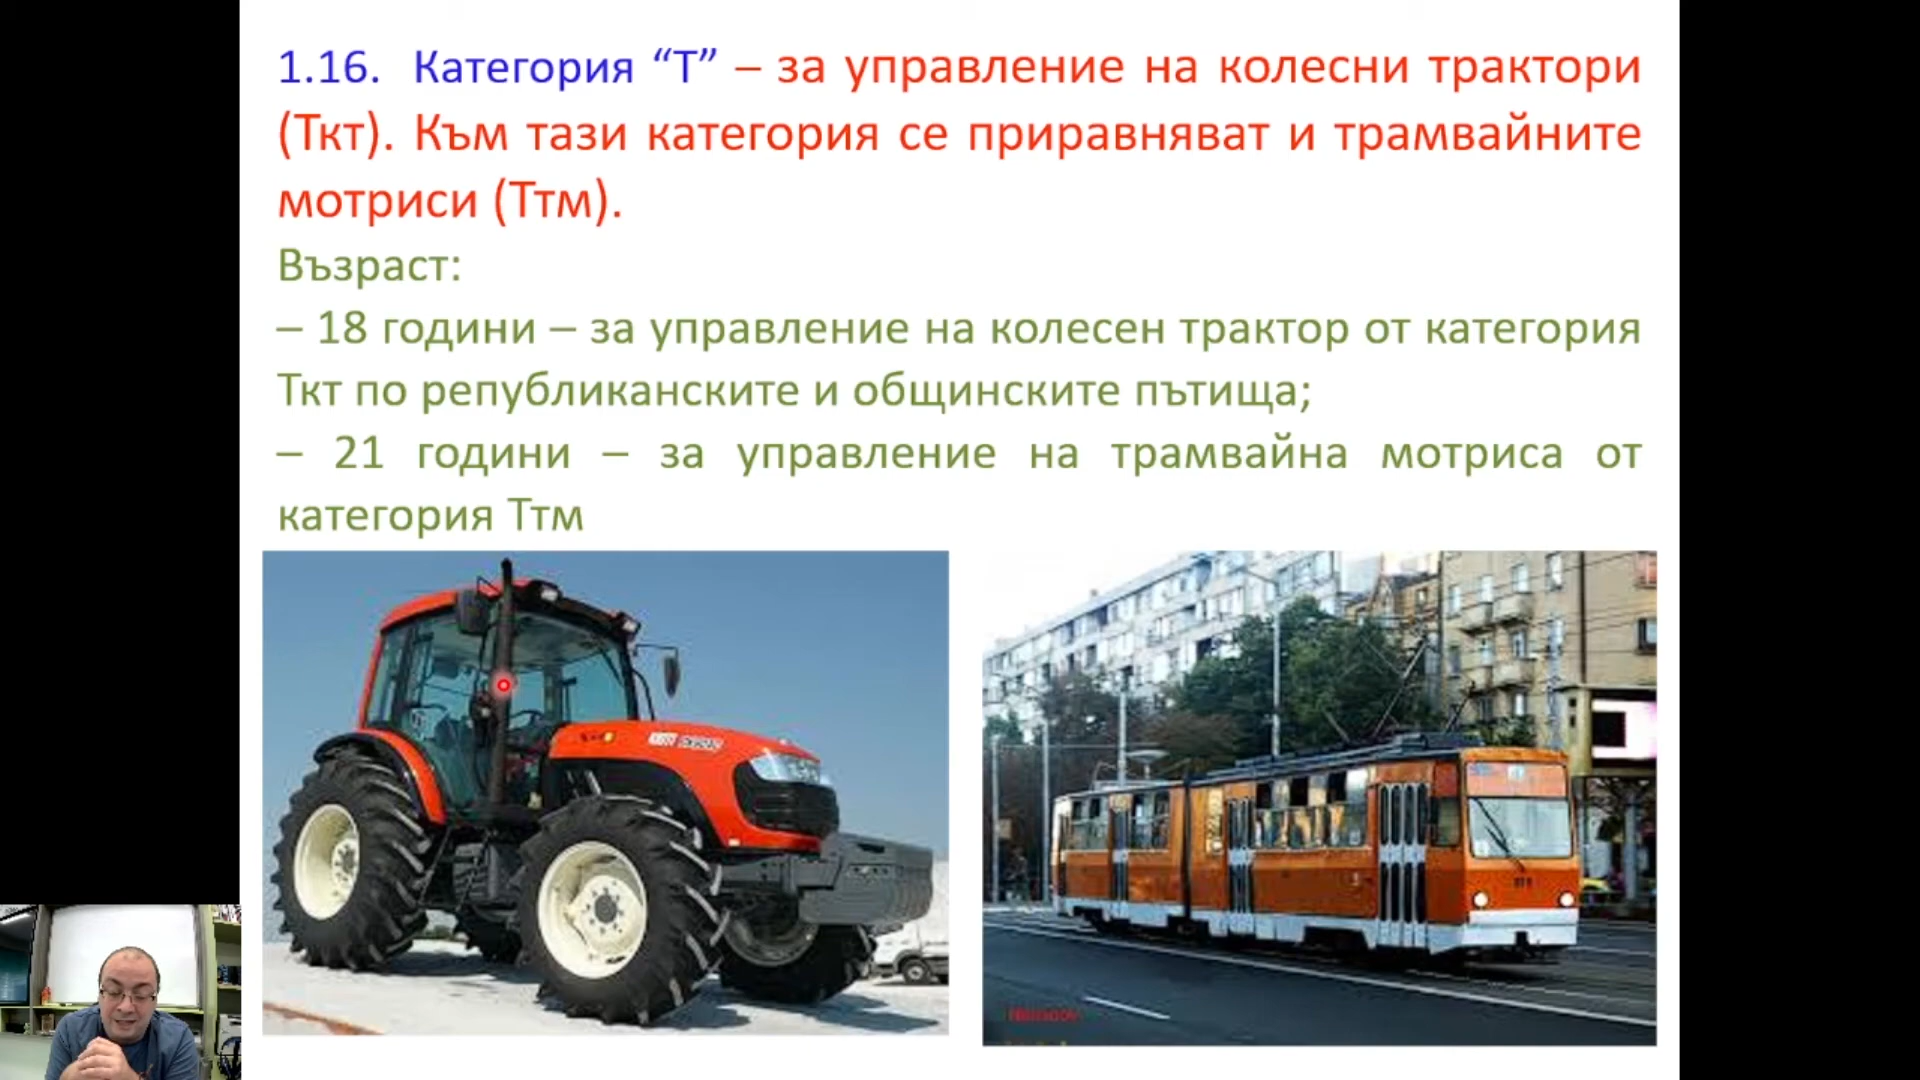 1.16. Категория “Т” – за управление на колесни трактори
(Ткт). Към тази категория се приравняват и трамвайните
мотриси (Ттм).
Възраст:
– 18 години – за управление на колесен трактор от категория
Ткт по републиканските и общинските пътища;
– 21 години – за управление на трамвайна мотриса от
категория Ттм